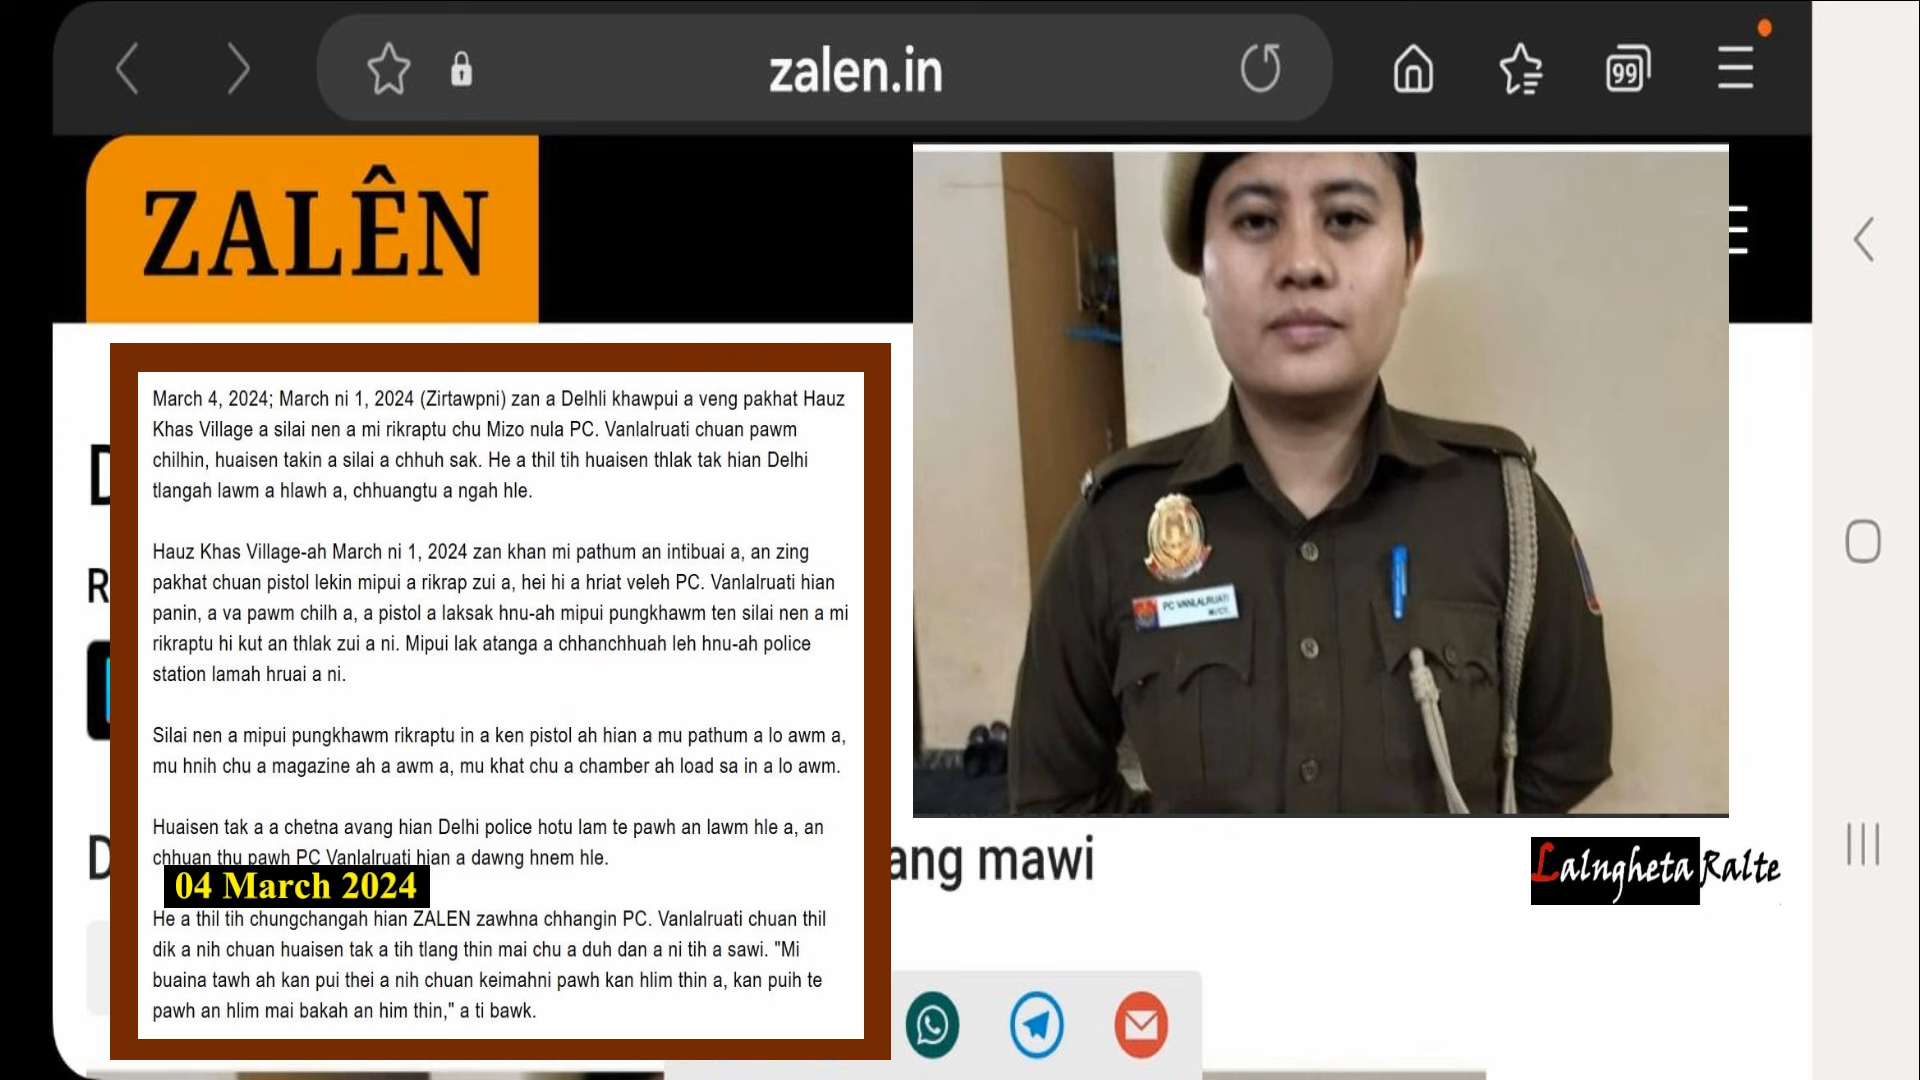 zalen.in
99
ZALÊN
March 4, 2024; March ni 1, 2024 (Zirtawpni) zan a Delhli khawpui a veng pakhat Hauz
Khas Village a silai nen a mi rikraptu chu Mizo nula PC. Vanlalruati chuan pawm
chilhin, huaisen takin a silai a chhuh sak. He a thil tih huaisen thlak tak hian Delhi
tlangah lawm a hlawh a, chhuangtu a ngah hle.
Hauz Khas Village-ah March ni 1, 2024 zan khan mi pathum an intibuai a, an zing
pakhat chuan pistol lekin mipui a rikrap zui a, hei hi a hriat veleh PC. Vanlalruati hian
panin, a va pawm chilh a, a pistol a laksak hnu-ah mipui pungkhawm ten silai nen a mi
rikraptu hi kut an thlak zui a ni. Mipui lak atanga a chhanchhuah leh hnu-ah police
station lamah hruai a ni.
Silai nen a mipui pungkhawm rikraptu in a ken pistol ah hian a mu pathum a lo awm a,
mu hnih chu a magazine ah a awm a, mu khat chu a chamber ah load sa in a lo awm.
Huaisen tak a a chetna avang hian Delhi police hotu lam te pawh an lawm hle a, an
chhuan thu pawh PC Vanlalruati hian a dawng hnem hle.
04 March 2024
He a thil tih chungchangah hian ZALEN zawhna chhangin PC. Vanlalruati chuan thil
dik a nih chuan huaisen tak a tih tlang thin mai chu a duh dan a ni tih a sawi. "Mi
buaina tawh ah kan pui thei a nih chuan keimahni pawh kan hlim thin a, kan puih te
pawh an hlim mai bakah an him thin," a ti bawk.
PC VANLALRUATI
D
R
D
ang mawi
Lalngheta Ralte